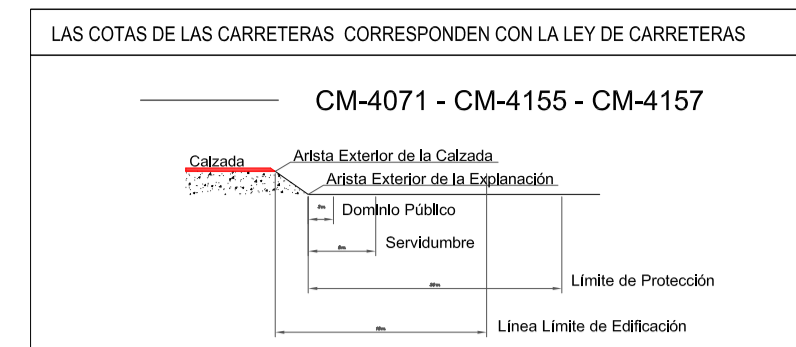 LAS COTAS DE LAS CARRETERAS CORRESPONDEN CON LA LEY DE CARRETERAS
CM-4071 - CM-4155 - CM-4157
Calzada
Arista Exterior de la Calzada
Arista Exterior de la Explanación
Dominio Público
Servidumbre
Límite de Protección
Línea Límite de Edificación